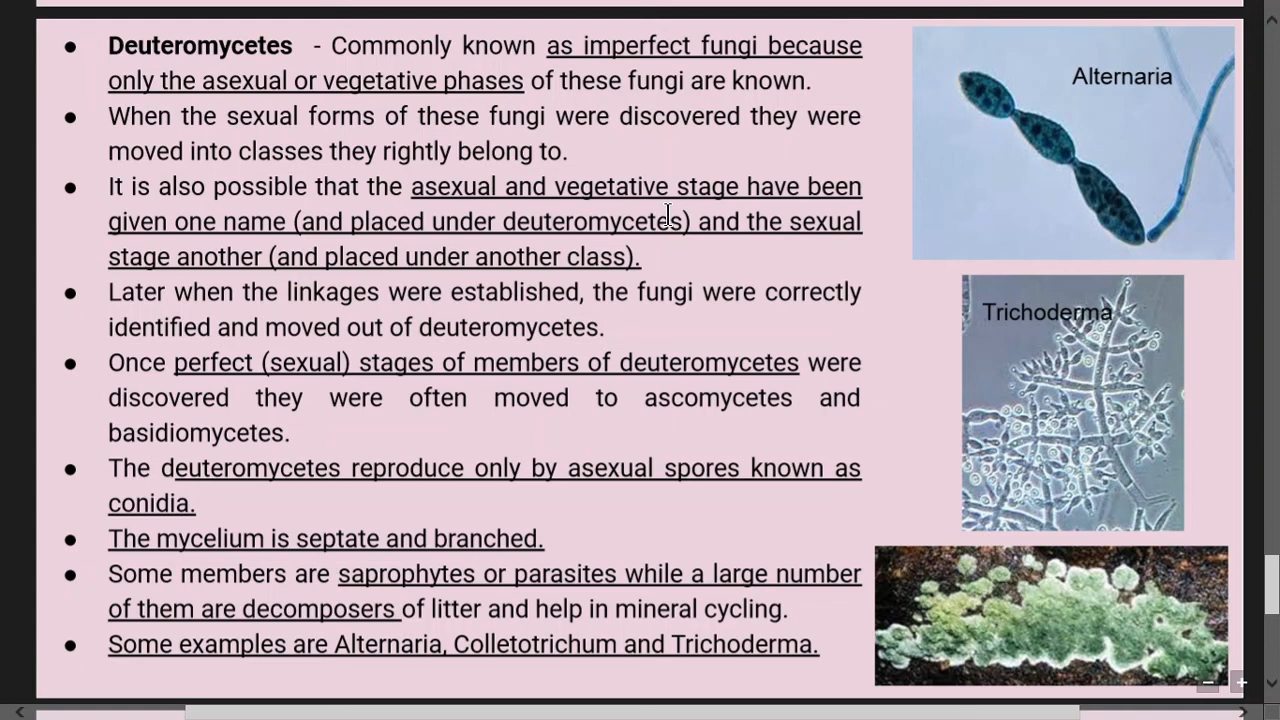 ● Deuteromycetes - Commonly known as imperfect fungi because
only the asexual or vegetative phases of these fungi are known.
● When the sexual forms of these fungi were discovered they were
moved into classes they rightly belong to.
● It is also possible that the asexual and vegetative stage have been
given one name (and placed under deuteromycetes) and the sexual
stage another (and placed under another class).
● Later when the linkages were established, the fungi were correctly
identified and moved out of deuteromycetes.
● Once perfect (sexual) stages of members of deuteromycetes were
discovered they were often moved to ascomycetes and
basidiomycetes.
● The deuteromycetes reproduce only by asexual spores known as
conidia.
● The mycelium is septate and branched.
● Some members are saprophytes or parasites while a large number
of them are decomposers of litter and help in mineral cycling.
● Some examples are Alternaria, Colletotrichum and Trichoderma.
Alternaria
Trichoderma